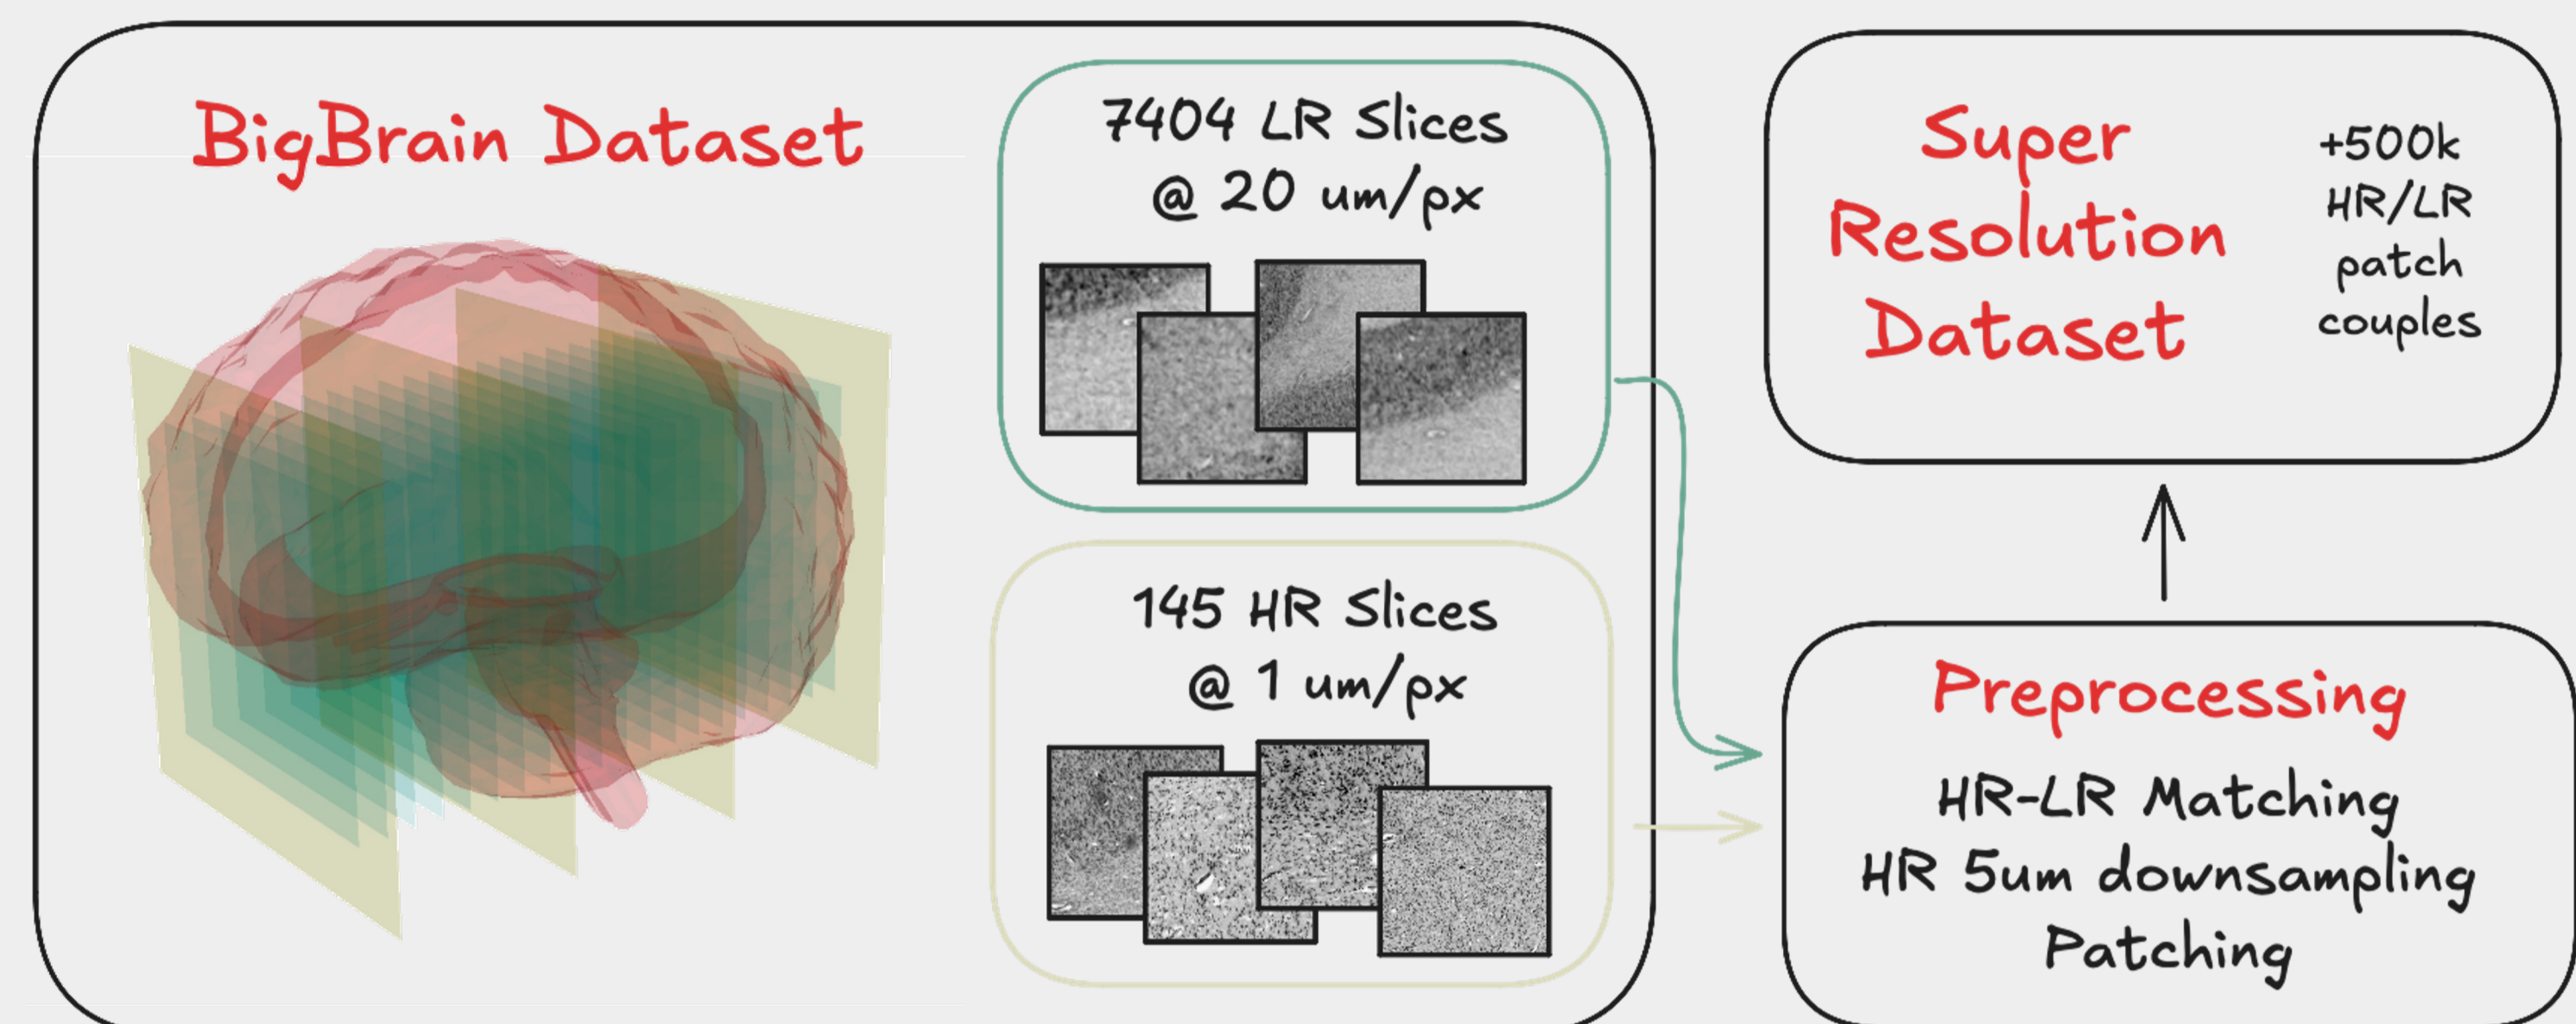 BigBrain Dataset
7404 LR Slices
@ 20 um/px
145 HR Slices
@ 1 um/px
Super
Resolution
Dataset
+500k
HR/LR
patch
couples
Preprocessing
HR-LR Matching
HR 5um downsampling
Patching